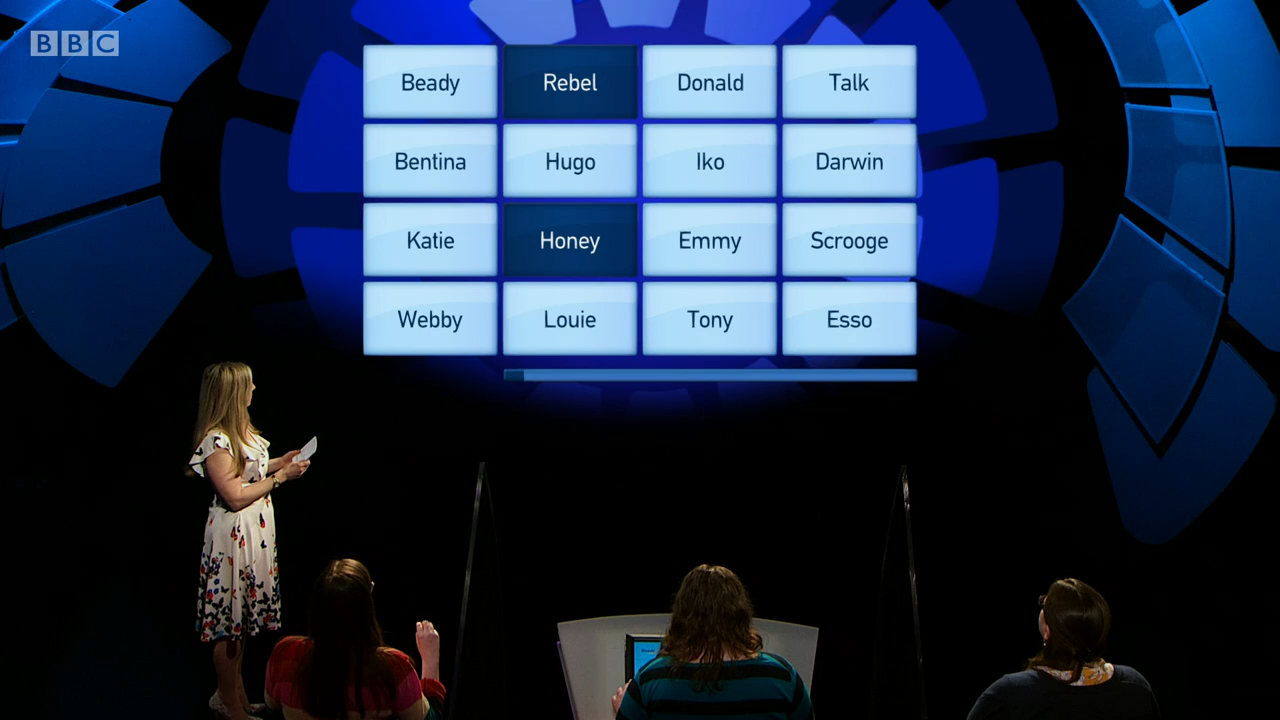 BBC
Beady
Rebel
Donald
Talk
Bentina
Hugo
Iko
Darwin
Katie
Honey
Emmy
Scrooge
Webby
Louie
Tony
Esso